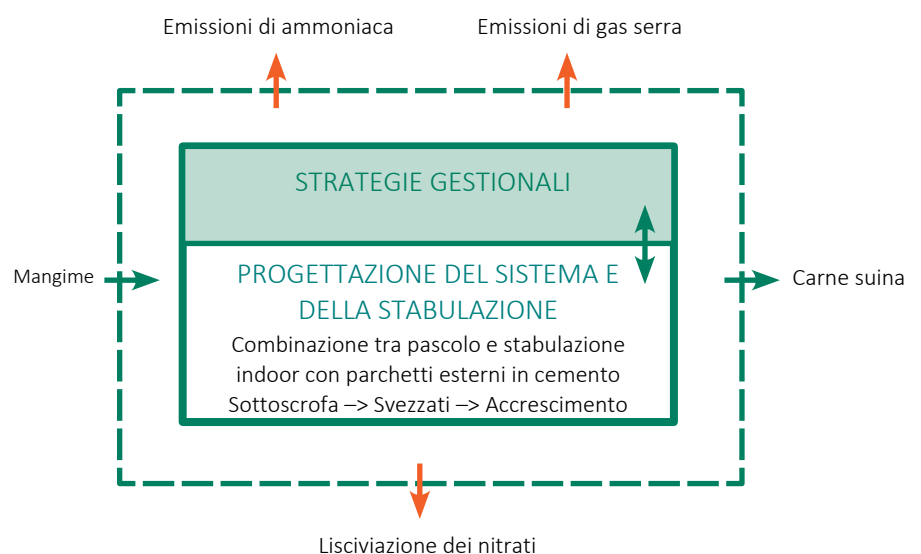 Emissioni di ammoniaca
Emissioni di gas serra
STRATEGIE GESTIONALI
Mangime
PROGETTAZIONE DEL SISTEMA E
DELLA STABULAZIONE
Combinazione tra pascolo e stabulazione
indoor con parchetti esterni in cemento
Sottoscrofa –> Svezzati –> Accrescimento
Carne suina
Lisciviazione dei nitrati